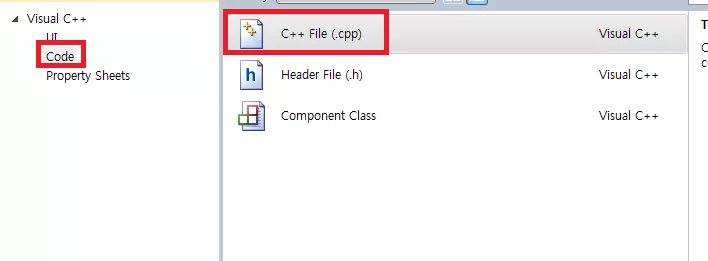 Visual C++
UI
Code
Property Sheets
C++ File (.cpp) Visual C++
Header File (.h) Visual C++
Component Class Visual C++